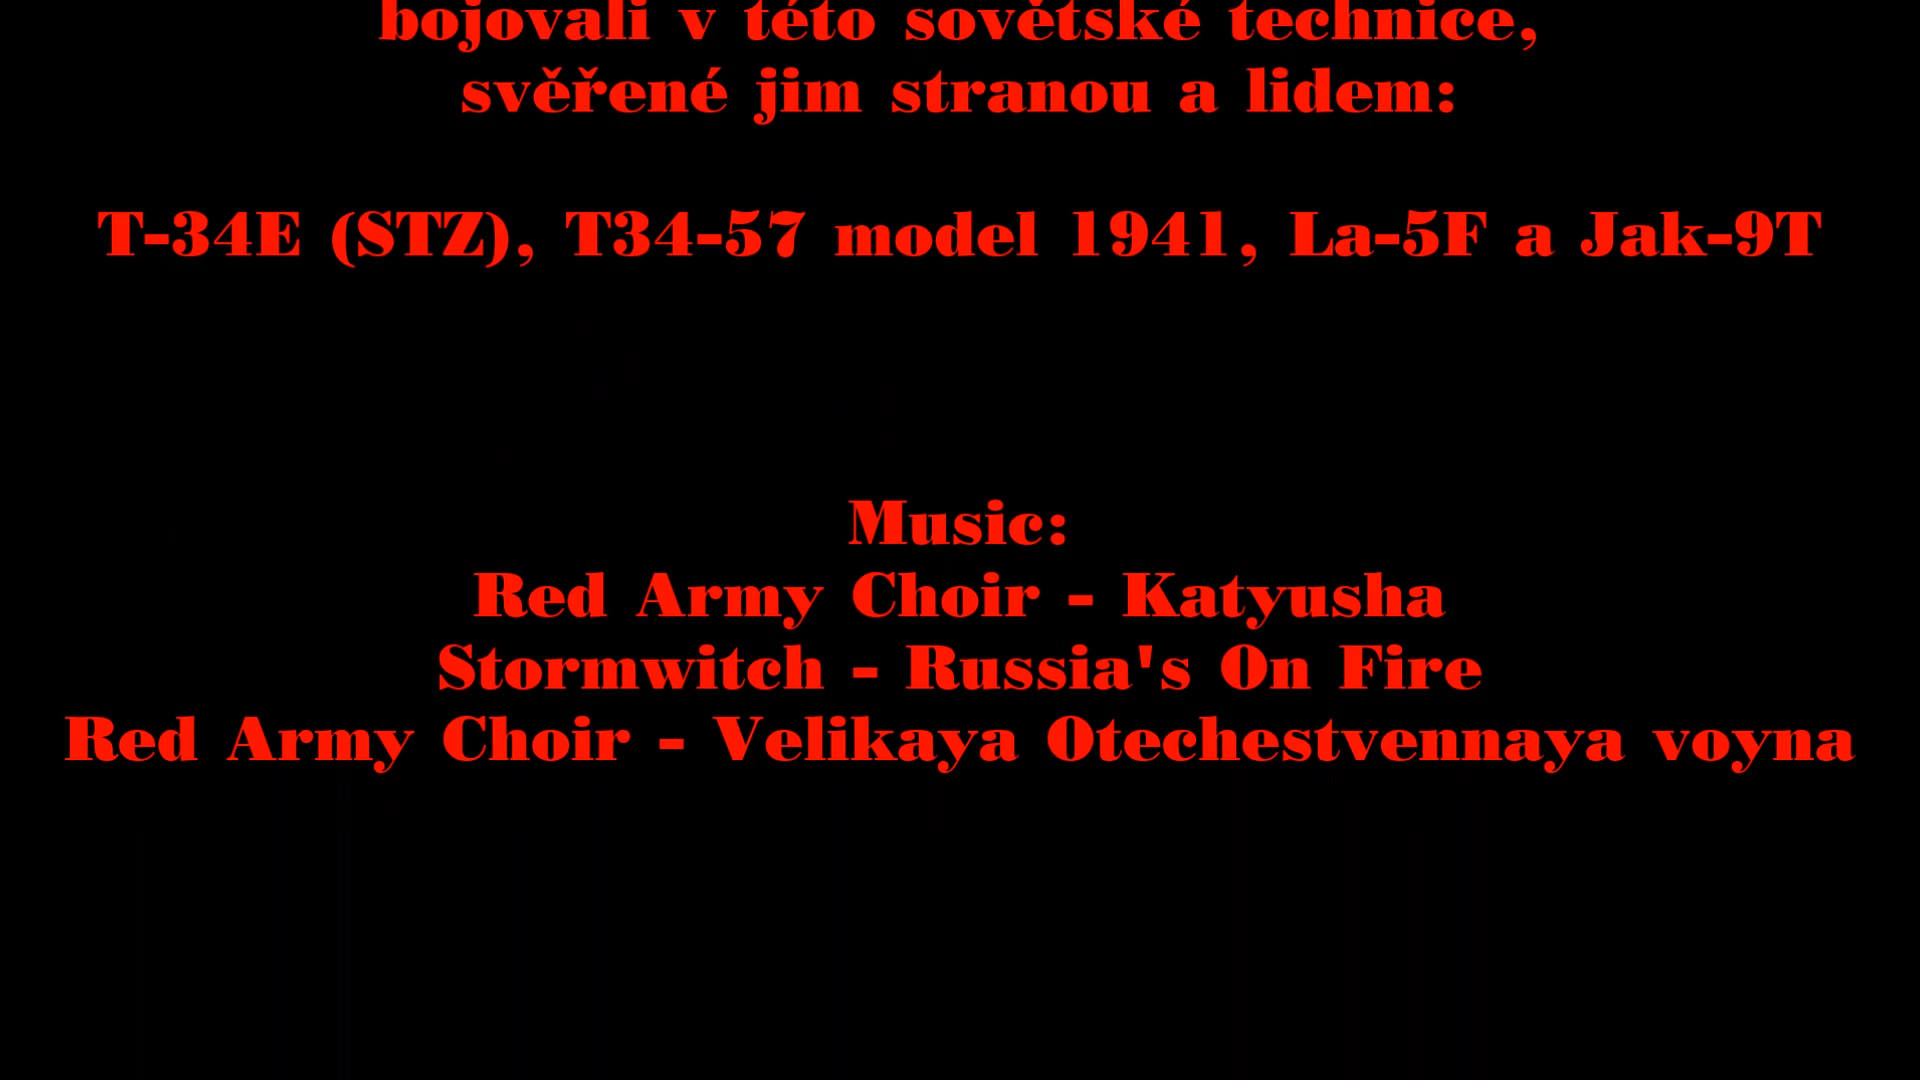 bojovali v této sovětské technice,
svěřené jim stranou a lidem:
T-34E (STZ), T34-57 model 1941, La-5F a Jak-9T
Music:
Red Army Choir - Katyusha
Stormwitch - Russia's On Fire
Red Army Choir - Velikaya Otechestvennaya voyna